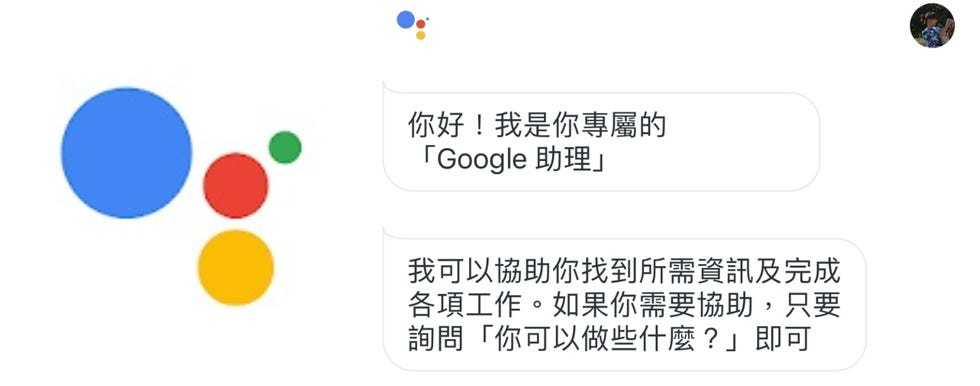 你好！我是你專屬的
「Google 助理」
我可以協助你找到所需資訊及完成
各項工作。如果你需要協助，只要
詢問「你可以做些什麼？」即可